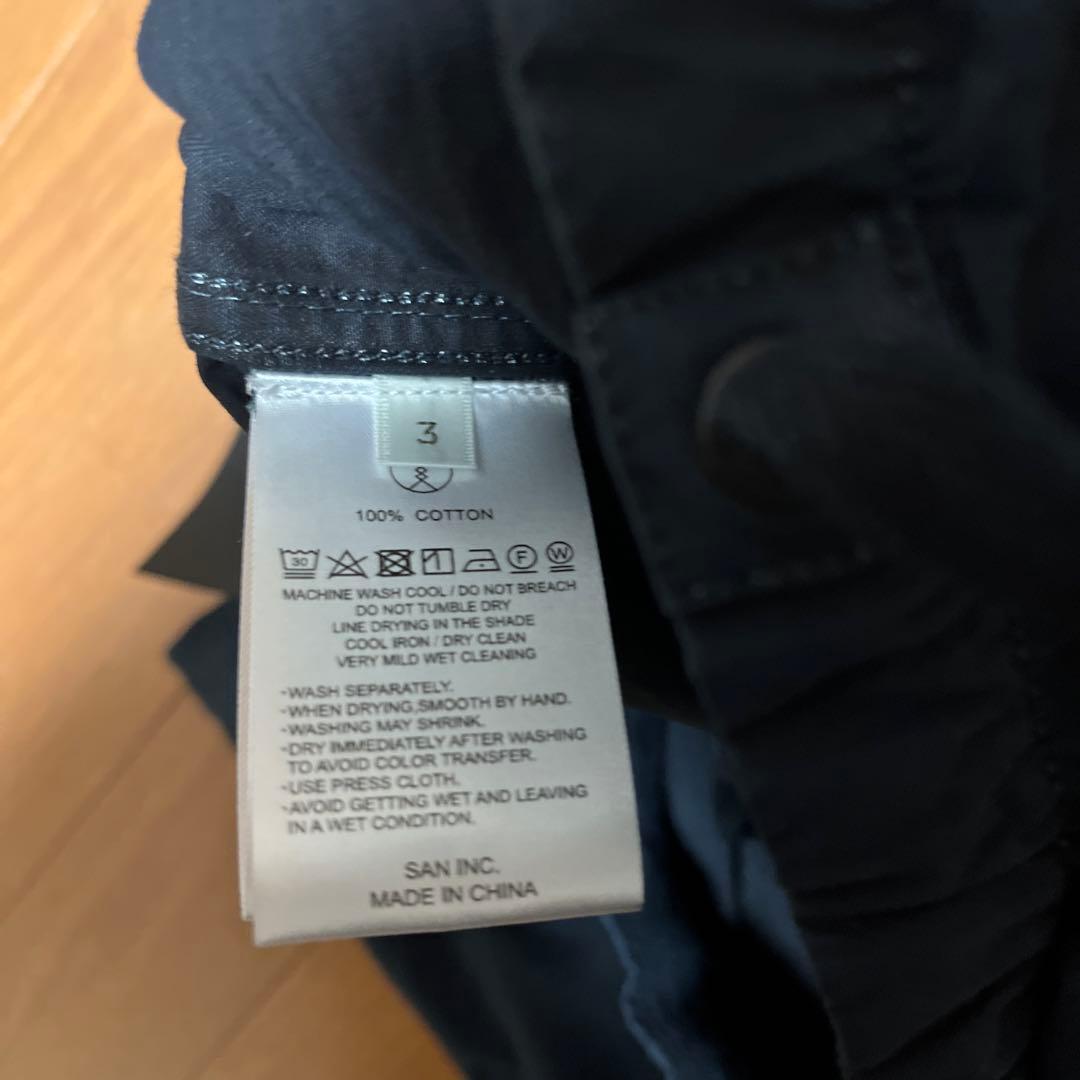 3
8
100% COTTON
30 F W
MACHINE WASH COOL / DO NOT BREACH
DO NOT TUMBLE DRY
LINE DRYING IN THE SHADE
COOL IRON / DRY CLEAN
VERY MILD WET CLEANING
-WASH SEPARATELY.
-WHEN DRYING,SMOOTH BY HAND.
-WASHING MAY SHRINK.
-DRY IMMEDIATELY AFTER WASHING
TO AVOID COLOR TRANSFER.
-USE PRESS CLOTH.
-AVOID GETTING WET AND LEAVING
IN A WET CONDITION.
SAN INC.
MADE IN CHINA